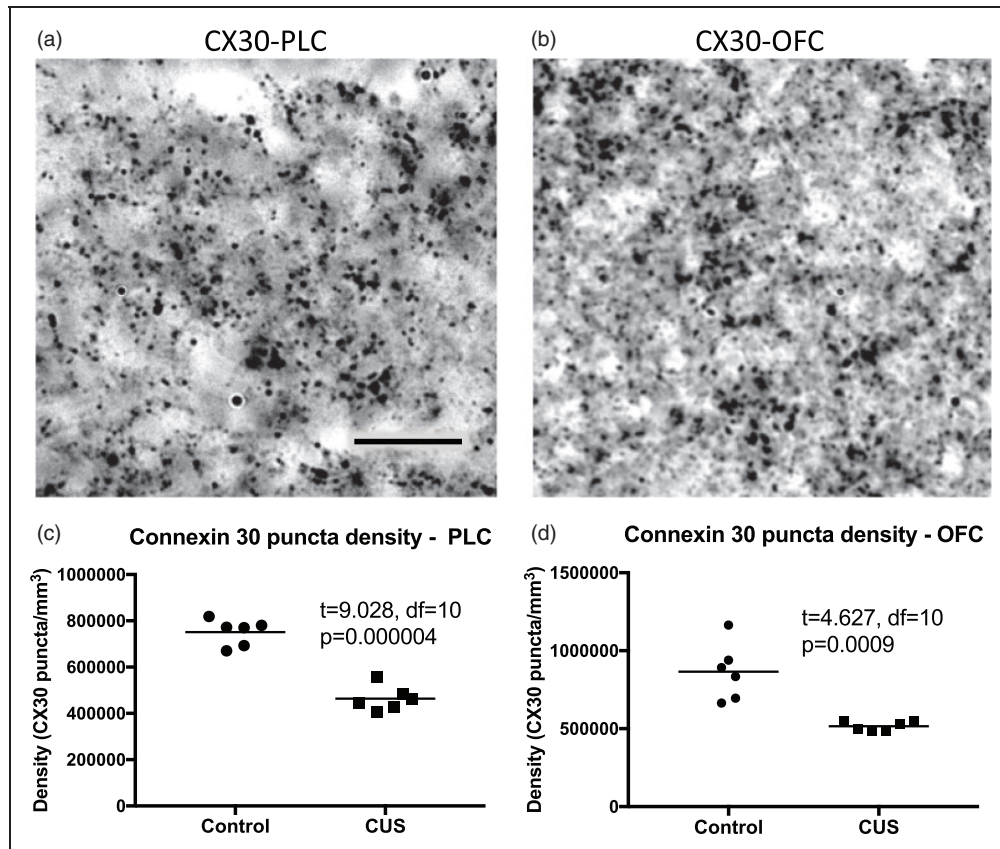 (a)
CX30-PLC
(b)
CX30-OFC
(c)
Connexin 30 puncta density - PLC
Density (CX30 puncta/mm³)
1000000
800000
600000
400000
200000
0
t=9.028, df=10
p=0.000004
Control
CUS
(d)
Connexin 30 puncta density - OFC
Density (CX30 puncta/mm³)
1500000
1000000
500000
0
t=4.627, df=10
p=0.0009
Control
CUS